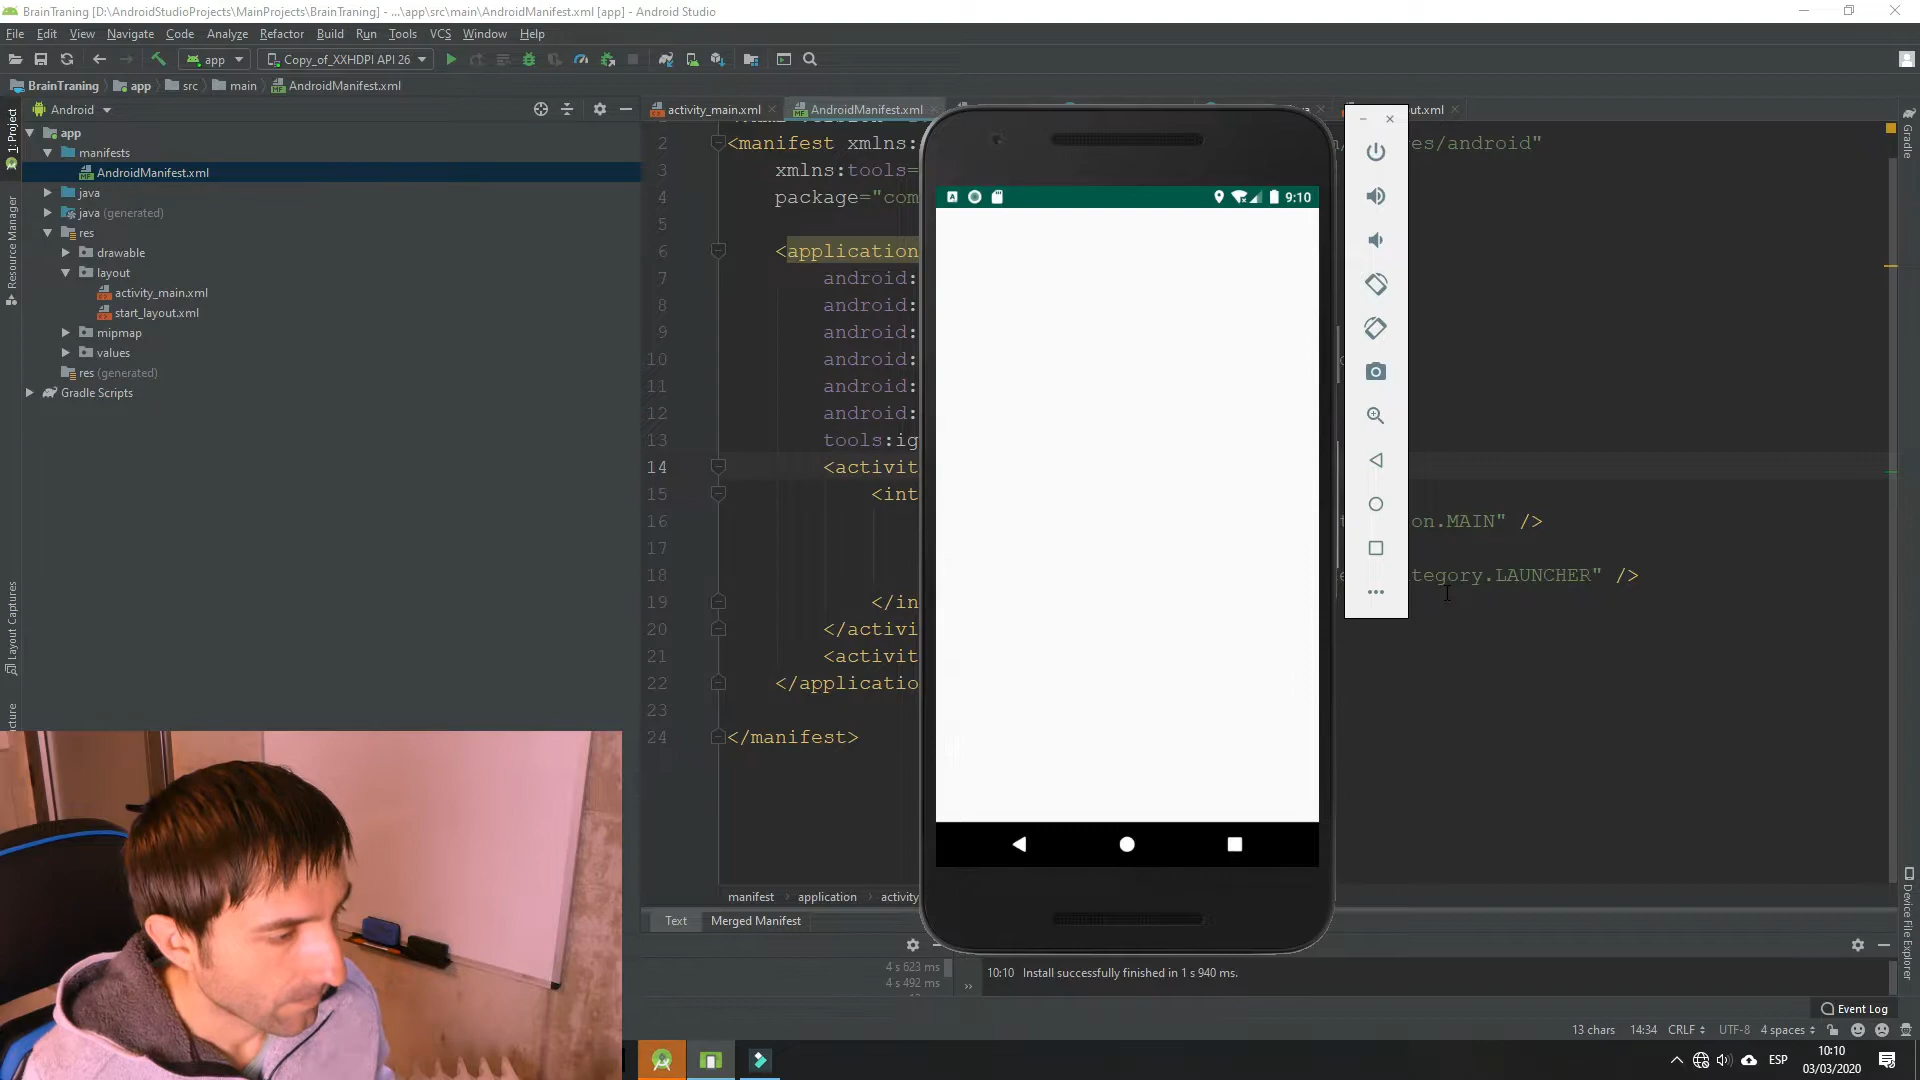 BrainTraning [D:\AndroidStudioProjects\MainProjects\BrainTraning] - ...\app\src\main\AndroidManifest.xml [app] - Android Studio
File Edit View Navigate Code Analyze Refactor Build Run Tools VCS Window Help
app Copy_of_XXHDPI API 26
BrainTraning app src main AndroidManifest.xml
Android
activity_main.xml AndroidManifest.xml
1: Project
Resource Manager
Layout Captures
Gradle
Device File Explorer
app
manifests
AndroidManifest.xml
java
java (generated)
res
drawable
layout
activity_main.xml
start_layout.xml
mipmap
values
res (generated)
Gradle Scripts
2 <manifest xmlns: res/android"
3 xmlns:tools=
4 package="com
5
6 <application
7 android:
8 android:
9 android:
10 android:
11 android:
12 android:
13 tools:ig
14 <activit
15 <int
16 on.MAIN" />
17
18 tegory.LAUNCHER" />
19 </in
20 </activi
21 <activit
22 </applicatio
23
24 </manifest>
9:10
manifest application activity
Text Merged Manifest
4 s 623 ms
4 s 492 ms
10:10 Install successfully finished in 1 s 940 ms.
Event Log
13 chars 14:34 CRLF UTF-8 4 spaces
ESP
10:10
03/03/2020